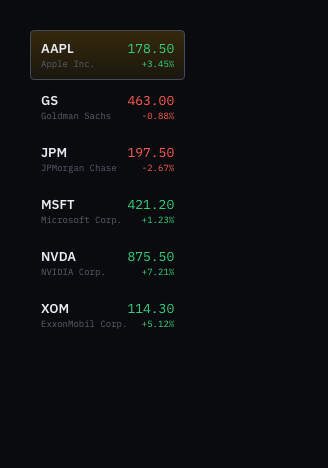 AAPL 178.50
Apple Inc. +3.45%
GS 463.00
Goldman Sachs -0.88%
JPM 197.50
JPMorgan Chase -2.67%
MSFT 421.20
Microsoft Corp. +1.23%
NVDA 875.50
NVIDIA Corp. +7.21%
XOM 114.30
ExxonMobil Corp. +5.12%